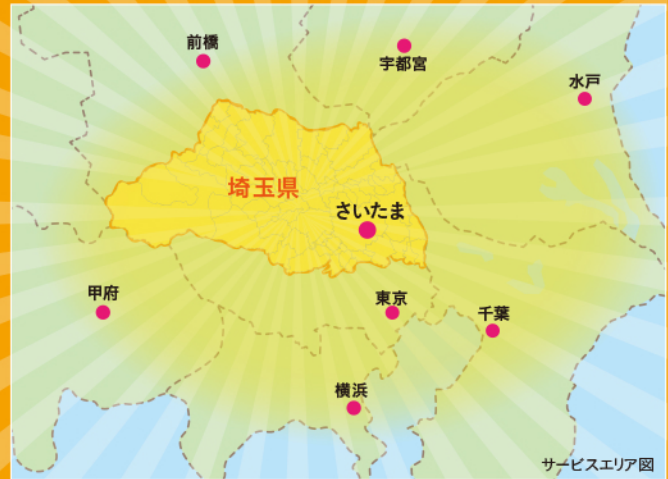 前橋
宇都宮
水戸
埼玉県
さいたま
甲府
東京
千葉
横浜
サービスエリア図